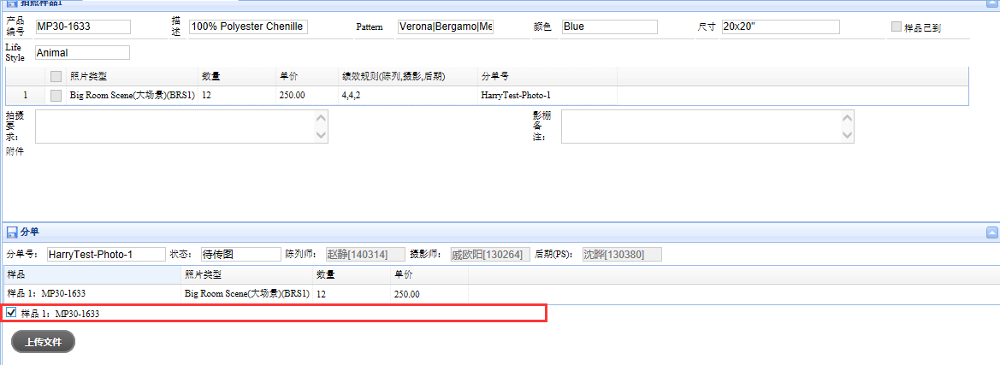 拍照样品1
产品编号 MP30-1633 描述 100% Polyester Chenille Pattern Verona|Bergamo|Me 颜色 Blue 尺寸 20x20" 样品已到
Life Style Animal
照片类型 数量 单价 绩效规则(陈列,摄影,后期) 分单号
1 Big Room Scene(大场景)(BRS1) 12 250.00 4,4,2 HarryTest-Photo-1
拍摄要求： 影棚备注：
附件
分单
分单号： HarryTest-Photo-1 状态： 待传图 陈列师： 赵静[140314] 摄影师： 戚欧阳[130264] 后期(PS)： 沈晔[130380]
样品 照片类型 数量 单价
样品 1：MP30-1633 Big Room Scene(大场景)(BRS1) 12 250.00
样品 1：MP30-1633
上传文件